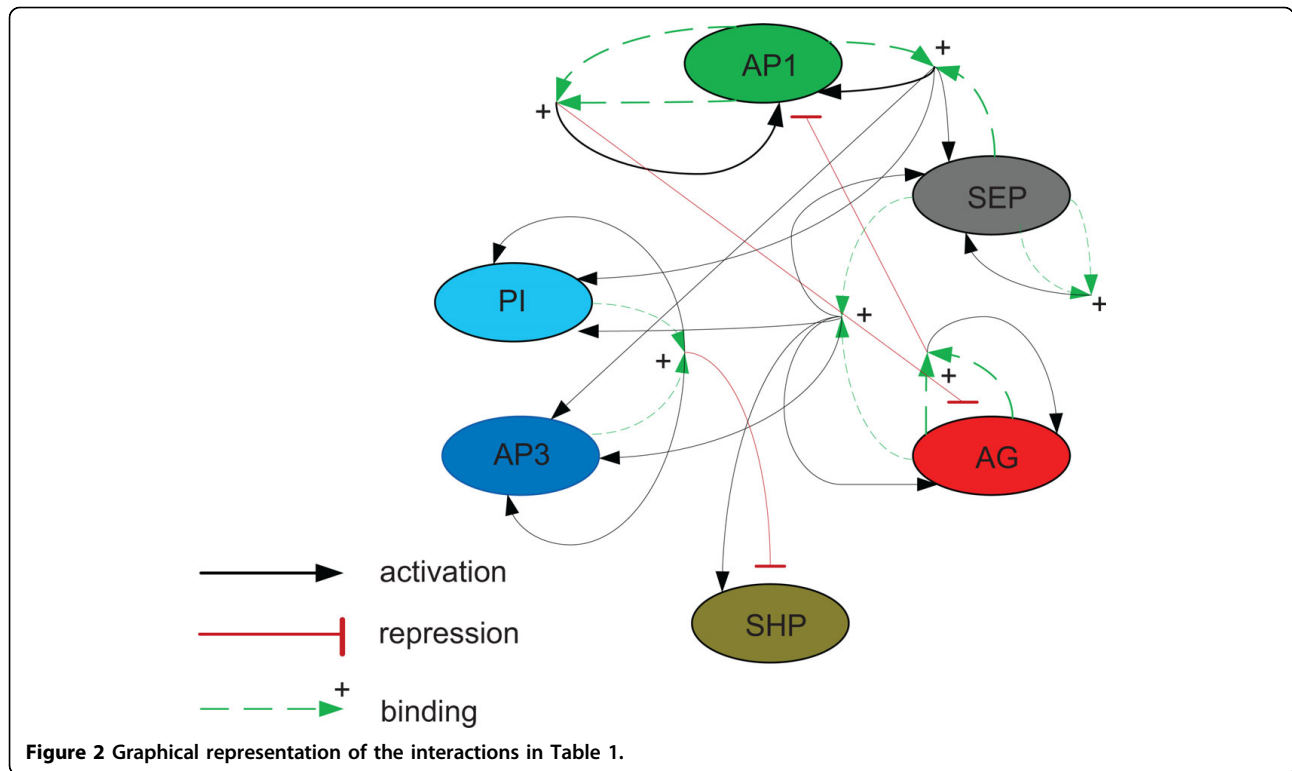 +
AP1
+
SEP
+
PI
+
+
+
AP3
AG
activation
SHP
repression
+
binding
Figure 2 Graphical representation of the interactions in Table 1.